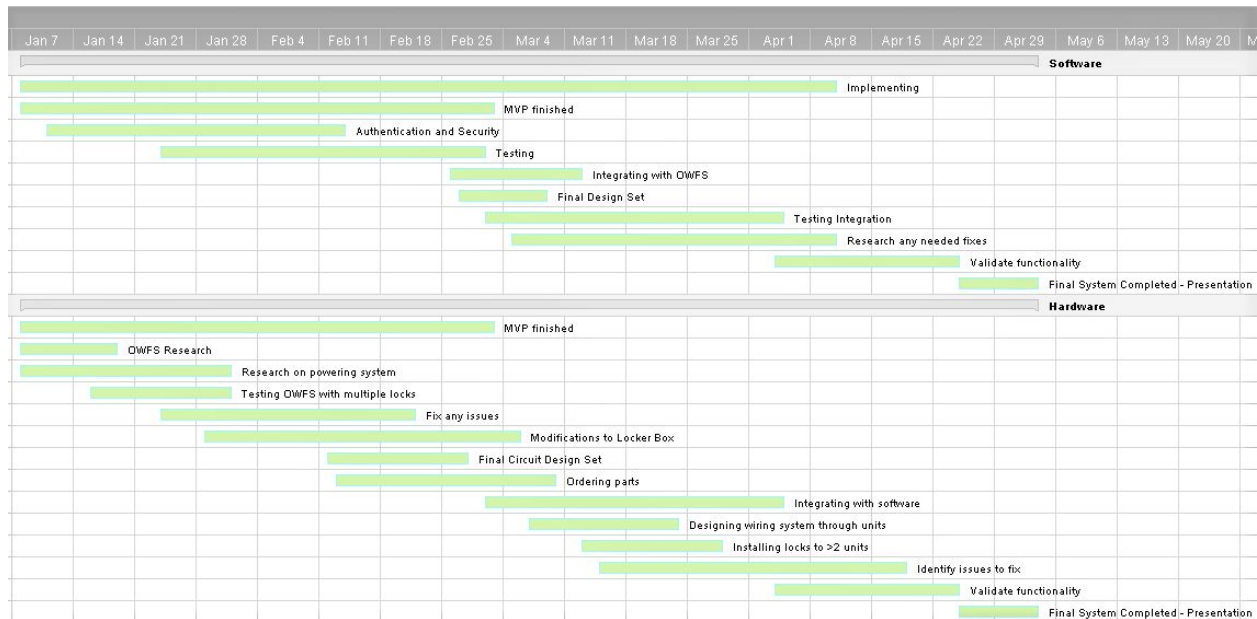 Jan 7 Jan 14 Jan 21 Jan 28 Feb 4 Feb 11 Feb 18 Feb 25 Mar 4 Mar 11 Mar 18 Mar 25 Apr 1 Apr 8 Apr 15 Apr 22 Apr 29 May 6 May 13 May 20 M
Software
Implementing
MVP finished
Authentication and Security
Testing
Integrating with OWFS
Final Design Set
Testing Integration
Research any needed fixes
Validate functionality
Final System Completed - Presentation
Hardware
MVP finished
OWFS Research
Research on powering system
Testing OWFS with multiple locks
Fix any issues
Modifications to Locker Box
Final Circuit Design Set
Ordering parts
Integrating with software
Designing wiring system through units
Installing locks to >2 units
Identify issues to fix
Validate functionality
Final System Completed - Presentation